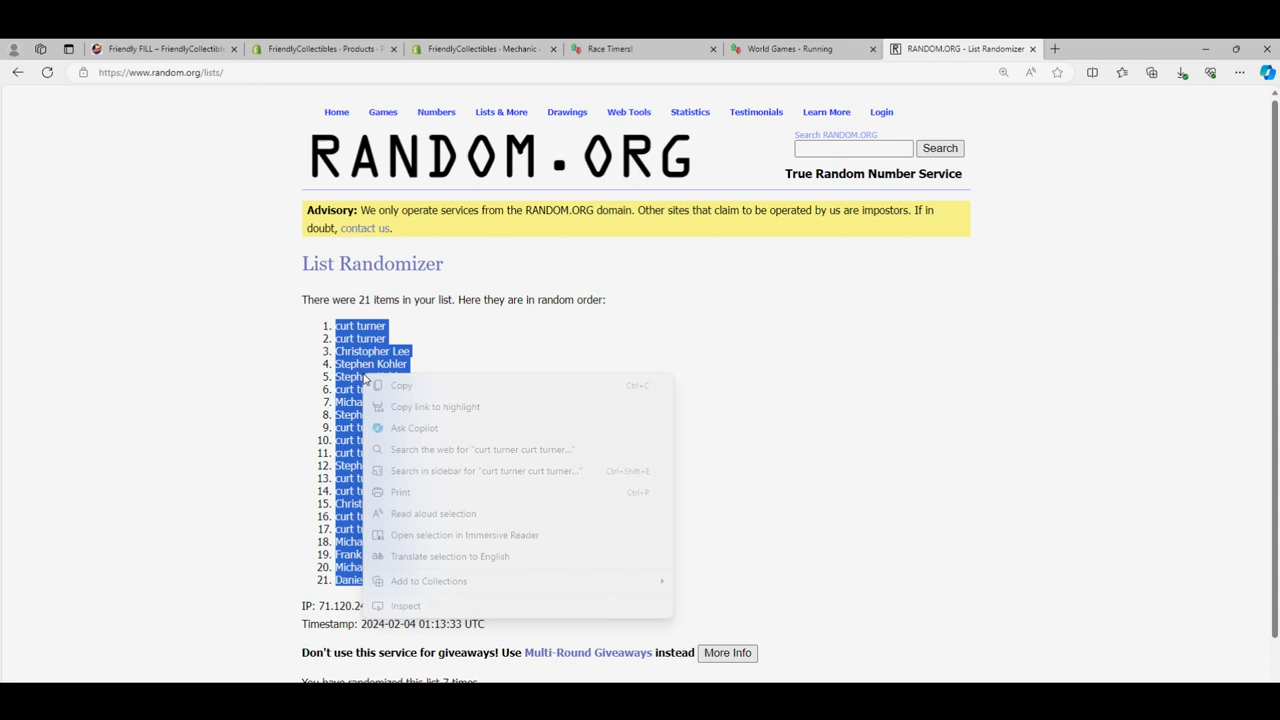 Friendly FILL – FriendlyCollectibl
FriendlyCollectibles - Products - P
FriendlyCollectibles - Mechanic -
Race Timers!
World Games - Running
RANDOM.ORG - List Randomizer
https://www.random.org/lists/
Home Games Numbers Lists & More Drawings Web Tools Statistics Testimonials Learn More Login
Search RANDOM.ORG
RANDOM.ORG
Search
True Random Number Service
Advisory: We only operate services from the RANDOM.ORG domain. Other sites that claim to be operated by us are impostors. If in
doubt, contact us.
List Randomizer
There were 21 items in your list. Here they are in random order:
1. curt turner
2. curt turner
3. Christopher Lee
4. Stephen Kohler
5. Steph
6. curt t
7. Micha
8. Steph
9. curt t
10. curt t
11. curt t
12. Steph
13. curt t
14. curt t
15. Christ
16. curt t
17. curt t
18. Micha
19. Frank
20. Micha
21. Danie
Copy Ctrl+C
Copy link to highlight
Ask Copilot
Search the web for "curt turner curt turner..."
Search in sidebar for "curt turner curt turner..." Ctrl+Shift+E
Print Ctrl+P
Read aloud selection
Open selection in Immersive Reader
Translate selection to English
Add to Collections
Inspect
IP: 71.120.24
Timestamp: 2024-02-04 01:13:33 UTC
Don't use this service for giveaways! Use Multi-Round Giveaways instead More Info
You have randomized this list 7 times